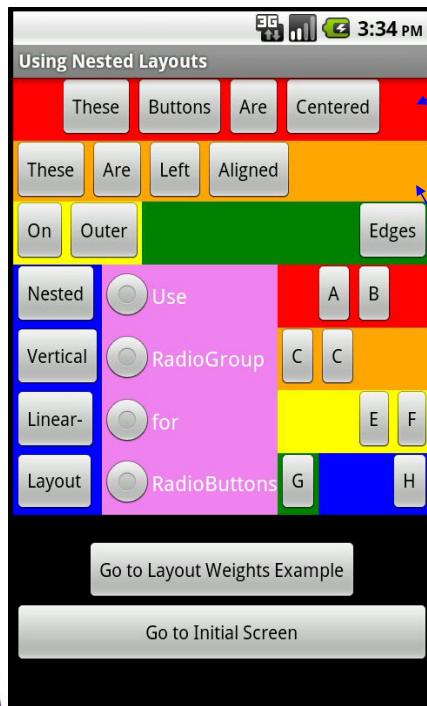 3G 3:34 PM
Using Nested Layouts
These Buttons Are Centered
These Are Left Aligned
On Outer Edges
Nested Use A B
Vertical RadioGroup C C
Linear- for E F
Layout RadioButtons G H
Go to Layout Weights Example
Go to Initial Screen